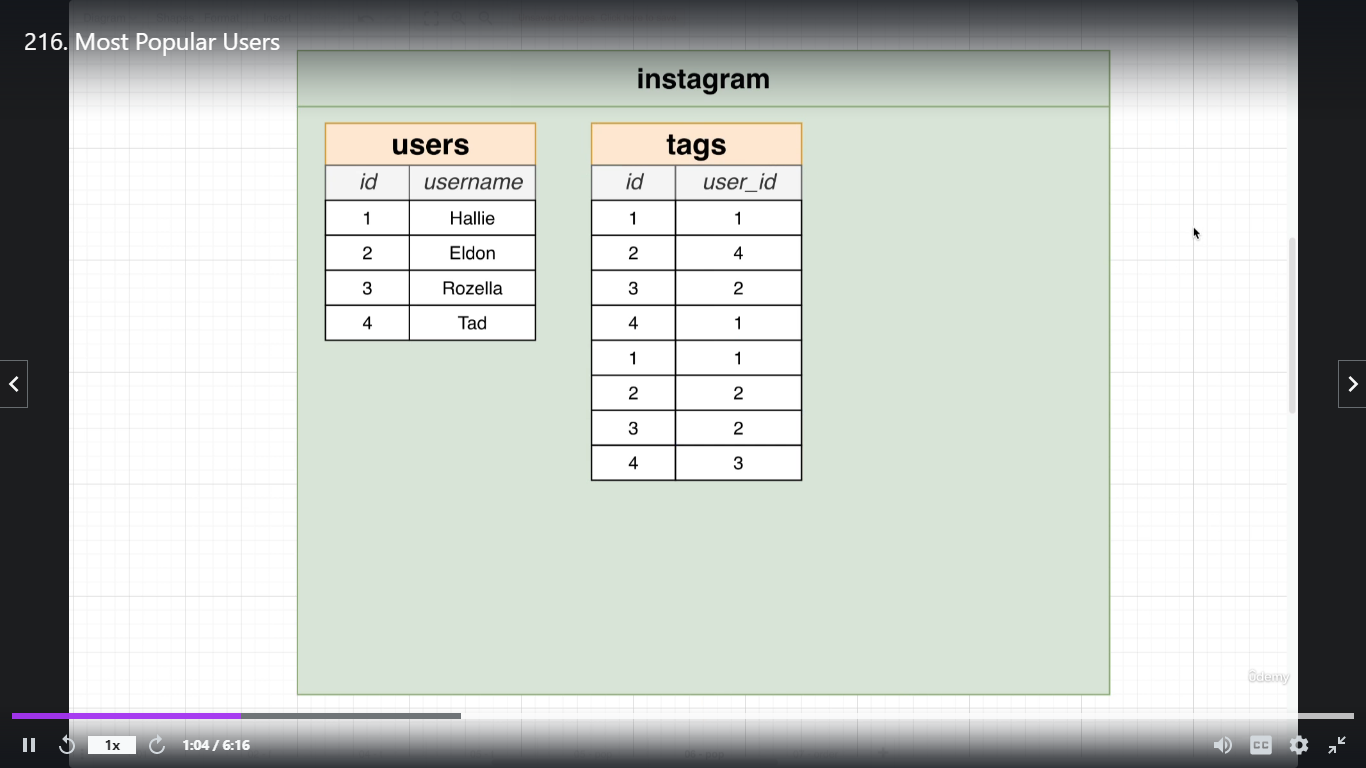 216. Most Popular Users
instagram
users
id username
1 Hallie
2 Eldon
3 Rozella
4 Tad
tags
id user_id
1 1
2 4
3 2
4 1
1 1
2 2
3 2
4 3
ûdemy
1x
1:04 / 6:16
CC